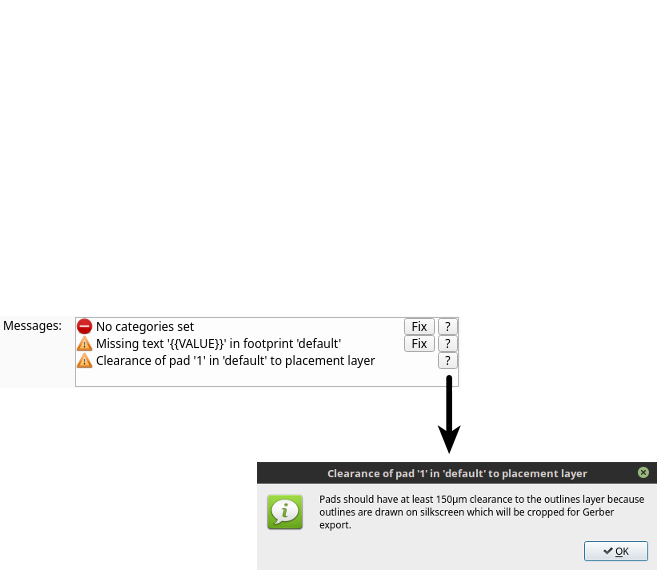 Messages:
No categories set Fix ?
Missing text '{{VALUE}}' in footprint 'default' Fix ?
Clearance of pad '1' in 'default' to placement layer ?
Clearance of pad '1' in 'default' to placement layer
Pads should have at least 150µm clearance to the outlines layer because
outlines are drawn on silkscreen which will be cropped for Gerber
export.
OK